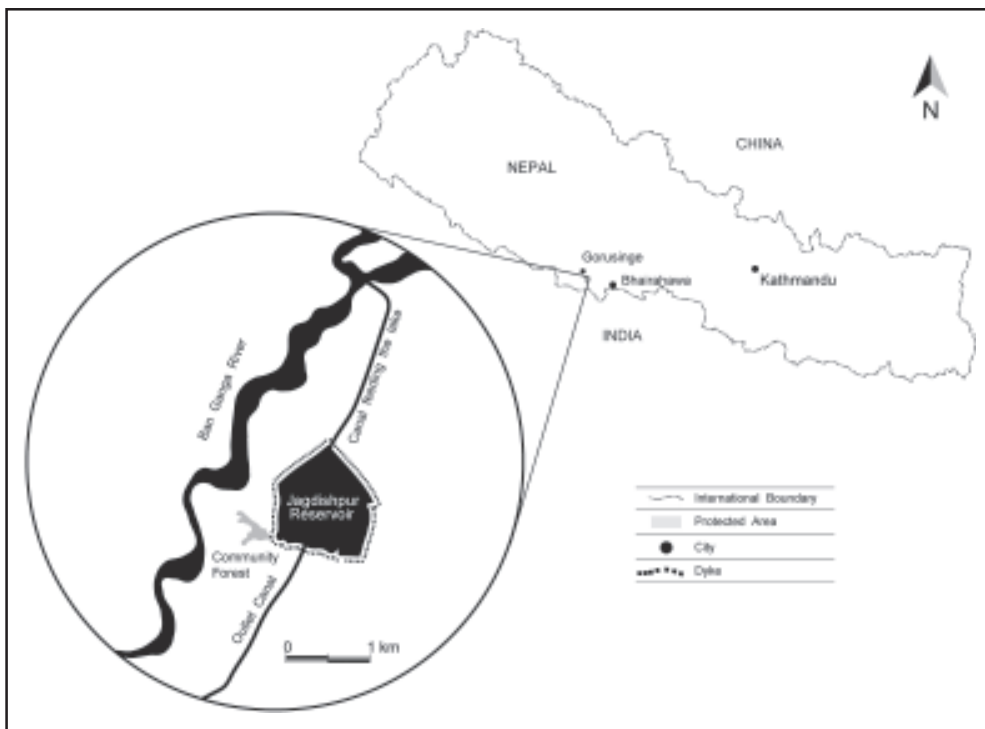 N
CHINA
NEPAL
Gorusinge
Bhairahawa
Kathmandu
INDIA
Ban Ganga River
Canal feeding the
Jagdishpur
Reservoir
Community
Forest
Outlet Canal
0 1 km
International Boundary
Protected Area
City
Dyke